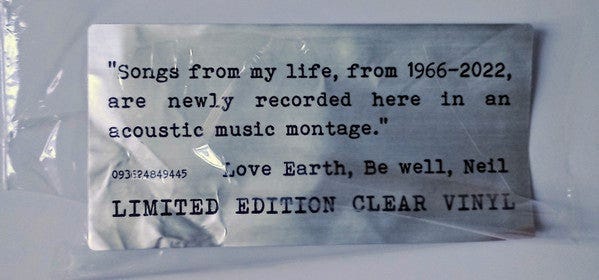 "Songs from my life, from 1966-2022,
are newly recorded here in an
acoustic music montage."
093624849445 Love Earth, Be well, Neil
LIMITED EDITION CLEAR VINYL